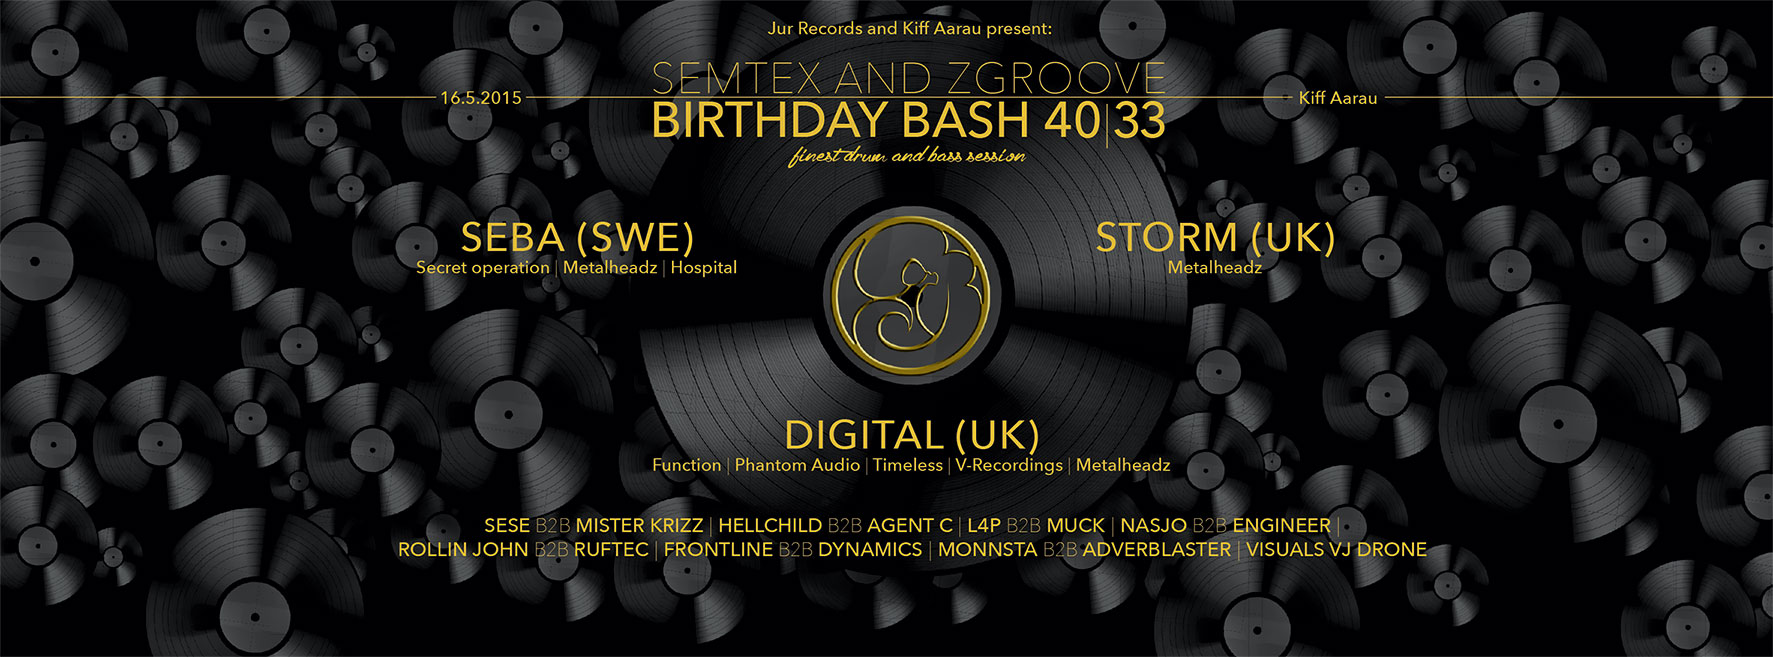 Jur Records and Kiff Aarau present:
SEMTEX AND ZGROOVE
16.5.2015
Kiff Aarau
BIRTHDAY BASH 40|33
finest drum and bass session
SEBA (SWE)
Secret operation | Metalheadz | Hospital
STORM (UK)
Metalheadz
DIGITAL (UK)
Function | Phantom Audio | Timeless | V-Recordings | Metalheadz
SESE B2B MISTER KRIZZ | HELLCHILD B2B AGENT C | L4P B2B MUCK | NASJO B2B ENGINEER |
ROLLIN JOHN B2B RUFTEC | FRONTLINE B2B DYNAMICS | MONNSTA B2B ADVERBLASTER | VISUALS VJ DRONE